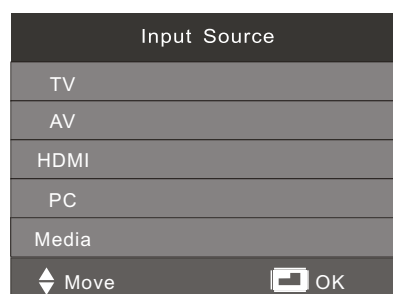 Input Source
TV
AV
HDMI
PC
Media
Move OK